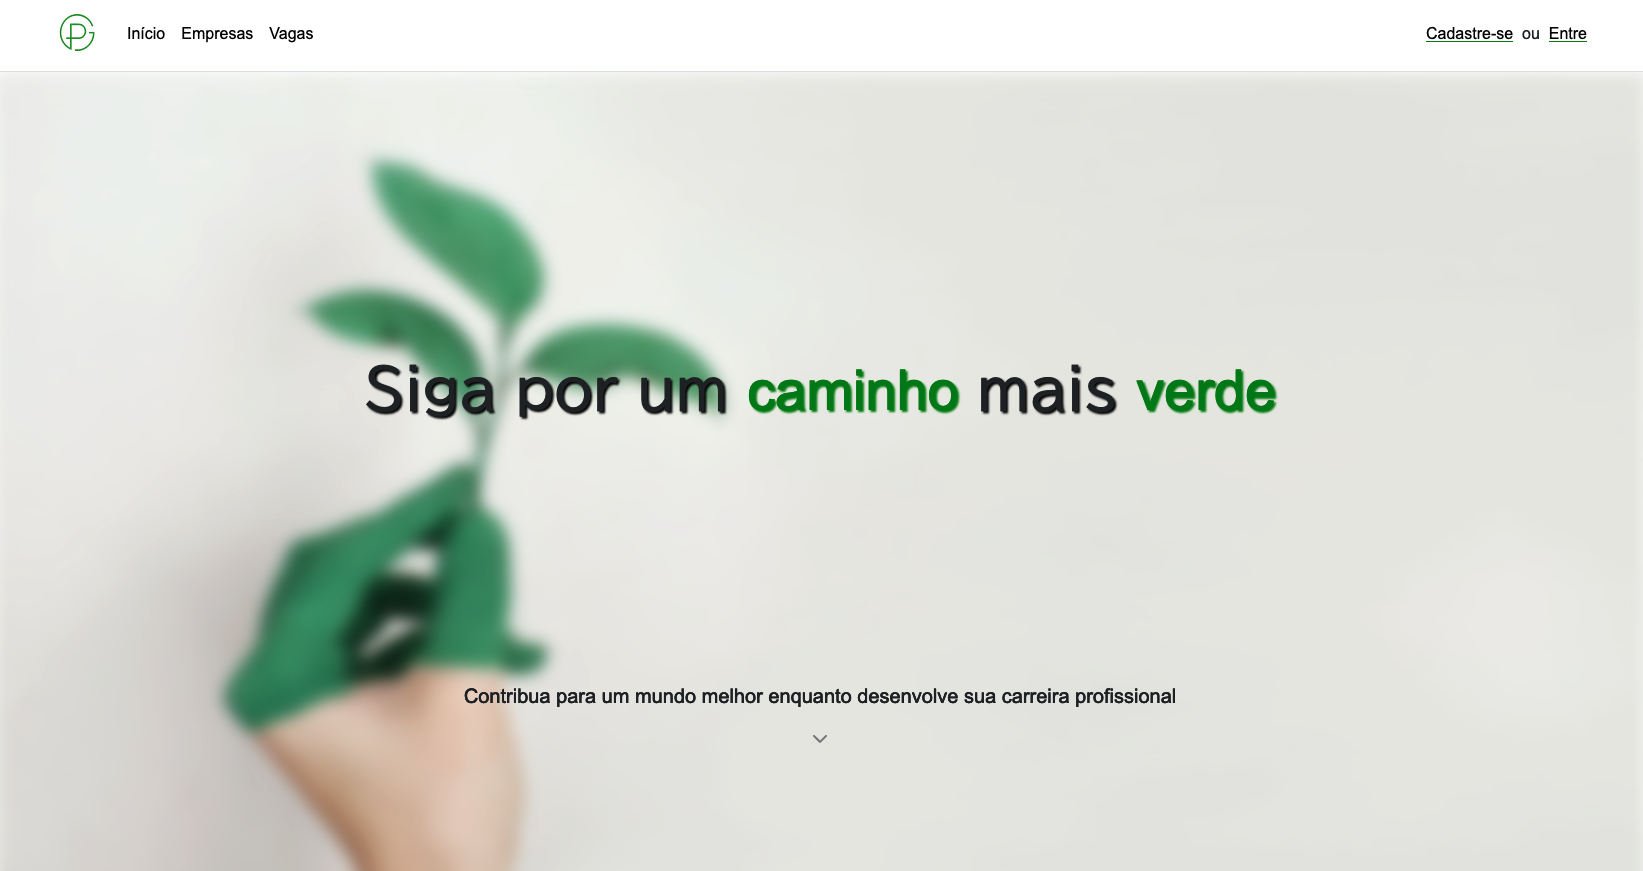 Início Empresas Vagas Cadastre-se ou Entre
Siga por um caminho mais verde
Contribua para um mundo melhor enquanto desenvolve sua carreira profissional